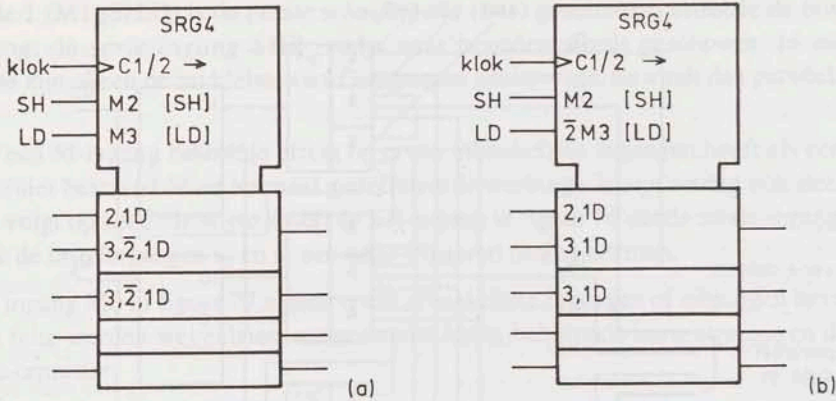 SRG4
klok C1/2 →
SH M2 [SH]
LD M3 [LD]
2,1D
3,2̅,1D
3,2̅,1D
(a)
SRG4
klok C1/2 →
SH M2 [SH]
LD 2̅M3 [LD]
2,1D
3,1D
3,1D
(b)